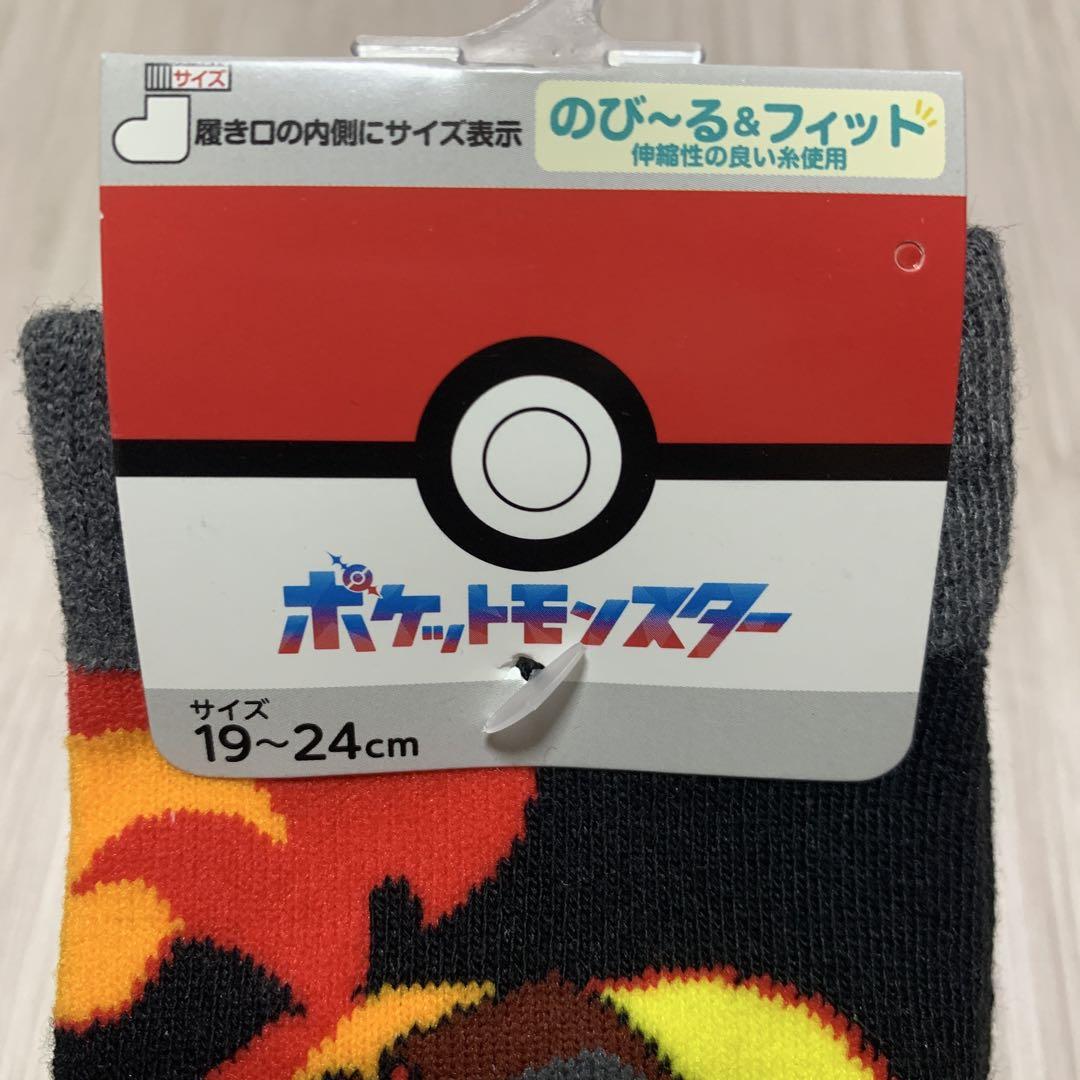 サイズ
履き口の内側にサイズ表示
のび〜る&フィット
伸縮性の良い糸使用
ポケットモンスター
サイズ
19〜24cm